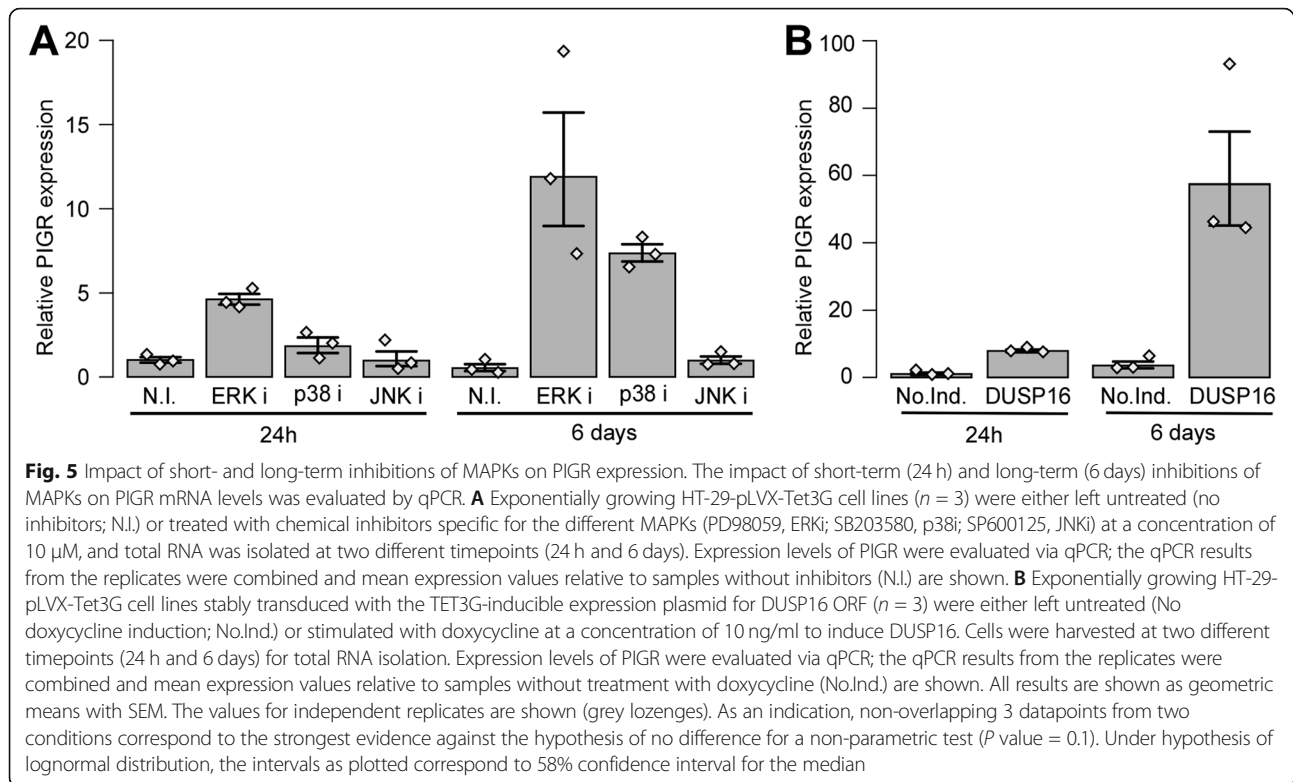 A
B
Relative PIGR expression
20
15
10
5
0
N.I. ERK i p38 i JNK i N.I. ERK i p38 i JNK i
24h 6 days
Relative PIGR expression
100
80
60
40
20
0
No.Ind. DUSP16 No.Ind. DUSP16
24h 6 days
Fig. 5 Impact of short- and long-term inhibitions of MAPKs on PIGR expression. The impact of short-term (24 h) and long-term (6 days) inhibitions of
MAPKs on PIGR mRNA levels was evaluated by qPCR. A Exponentially growing HT-29-pLVX-Tet3G cell lines (n = 3) were either left untreated (no
inhibitors; N.I.) or treated with chemical inhibitors specific for the different MAPKs (PD98059, ERKi; SB203580, p38i; SP600125, JNKi) at a concentration of
10 μM, and total RNA was isolated at two different timepoints (24 h and 6 days). Expression levels of PIGR were evaluated via qPCR; the qPCR results
from the replicates were combined and mean expression values relative to samples without inhibitors (N.I.) are shown. B Exponentially growing HT-29-
pLVX-Tet3G cell lines stably transduced with the TET3G-inducible expression plasmid for DUSP16 ORF (n = 3) were either left untreated (No
doxycycline induction; No.Ind.) or stimulated with doxycycline at a concentration of 10 ng/ml to induce DUSP16. Cells were harvested at two different
timepoints (24 h and 6 days) for total RNA isolation. Expression levels of PIGR were evaluated via qPCR; the qPCR results from the replicates were
combined and mean expression values relative to samples without treatment with doxycycline (No.Ind.) are shown. All results are shown as geometric
means with SEM. The values for independent replicates are shown (grey lozenges). As an indication, non-overlapping 3 datapoints from two
conditions correspond to the strongest evidence against the hypothesis of no difference for a non-parametric test (P value = 0.1). Under hypothesis of
lognormal distribution, the intervals as plotted correspond to 58% confidence interval for the median